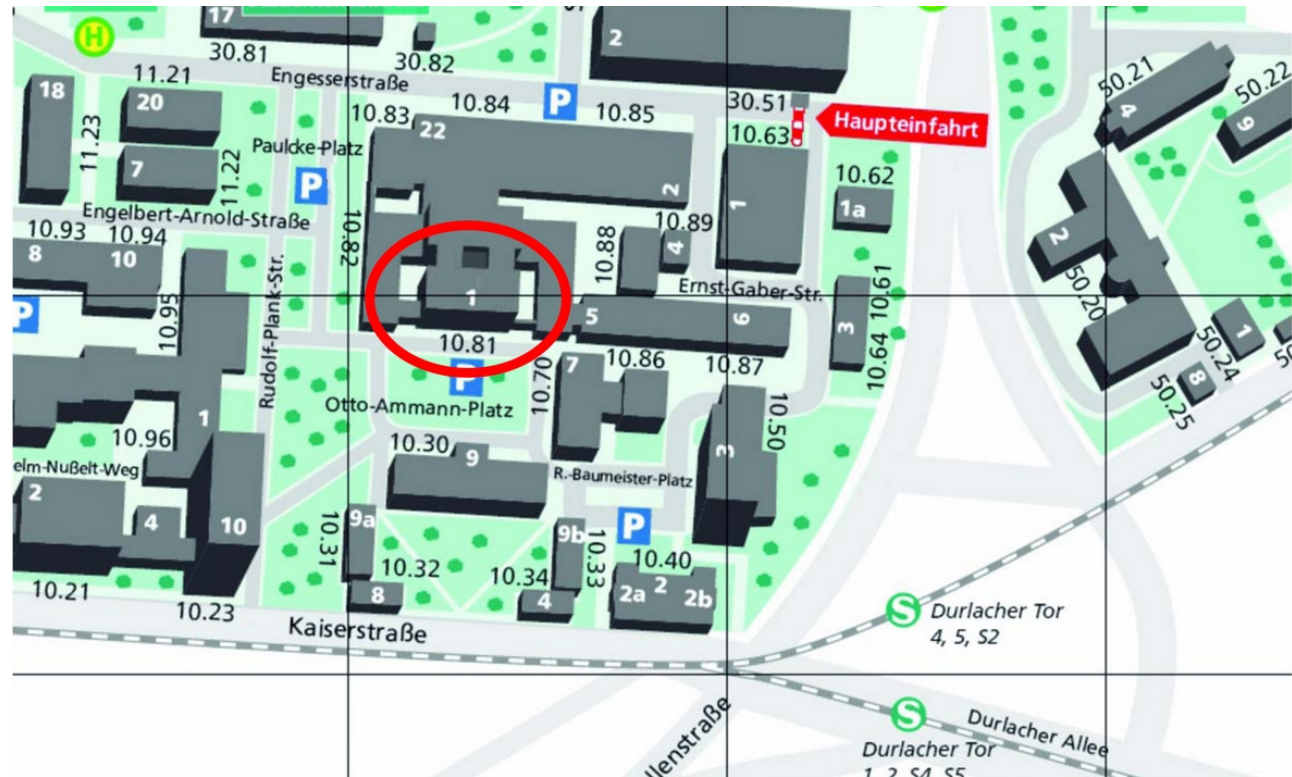 17
30.81
30.82
2
H
11.21
Engesserstraße
50.21
50.22
18
20
10.83
10.84
P
10.85
30.51
Haupteinfahrt
4
9
11.23
22
10.63
Paulcke-Platz
7
11.22
P
10.62
2
1
1a
Engelbert-Arnold-Straße
10.82
10.89
10.93
10.94
10.88
4
2
8
10
50.20
Ernst-Gaber-Str.
10.61
1
P
10.95
Rudolf-Plank-Str.
5
6
3
1
10.81
10.86
10.87
10.64
50.24
P
10.70
7
8
50.25
Otto-Ammann-Platz
1
10.96
10.30
9
10.50
3
elm-Nußelt-Weg
R.-Baumeister-Platz
2
4
10
10.31
9a
9b
P
10.33
10.32
10.34
10.40
10.21
8
4
2a
2
2b
10.23
S
Durlacher Tor
4, 5, S2
Kaiserstraße
S
Durlacher Allee
llenstraße
Durlacher Tor
1, 2, S4, S5